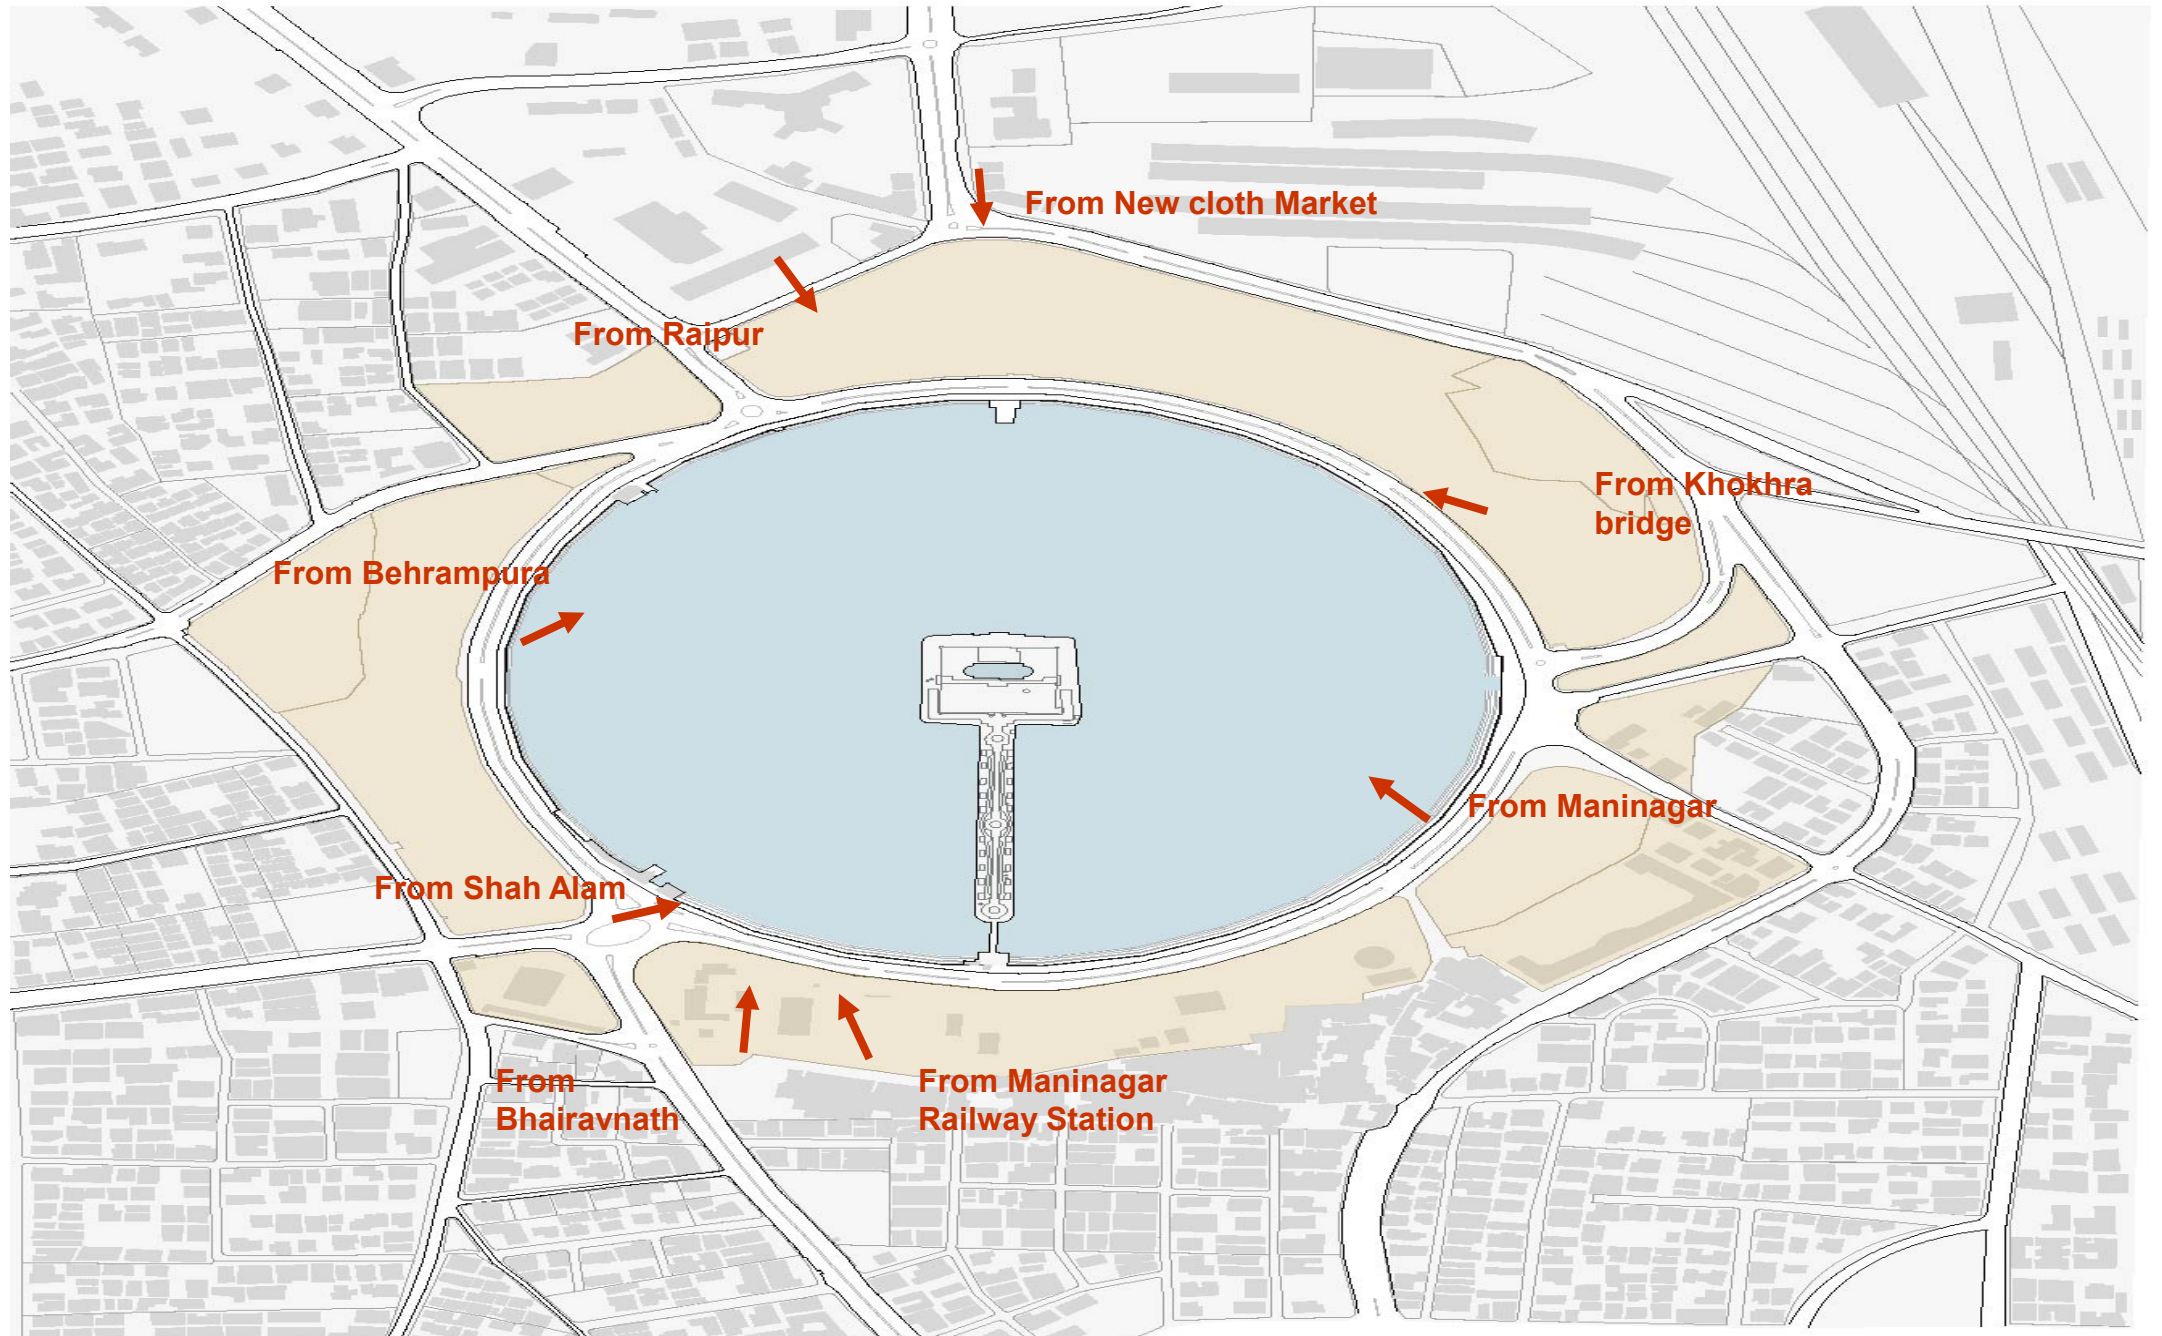 From New cloth Market
From Raipur
From Khokhra
bridge
From Behrampura
From Maninagar
From Shah Alam
From
Bhairavnath
From Maninagar
Railway Station